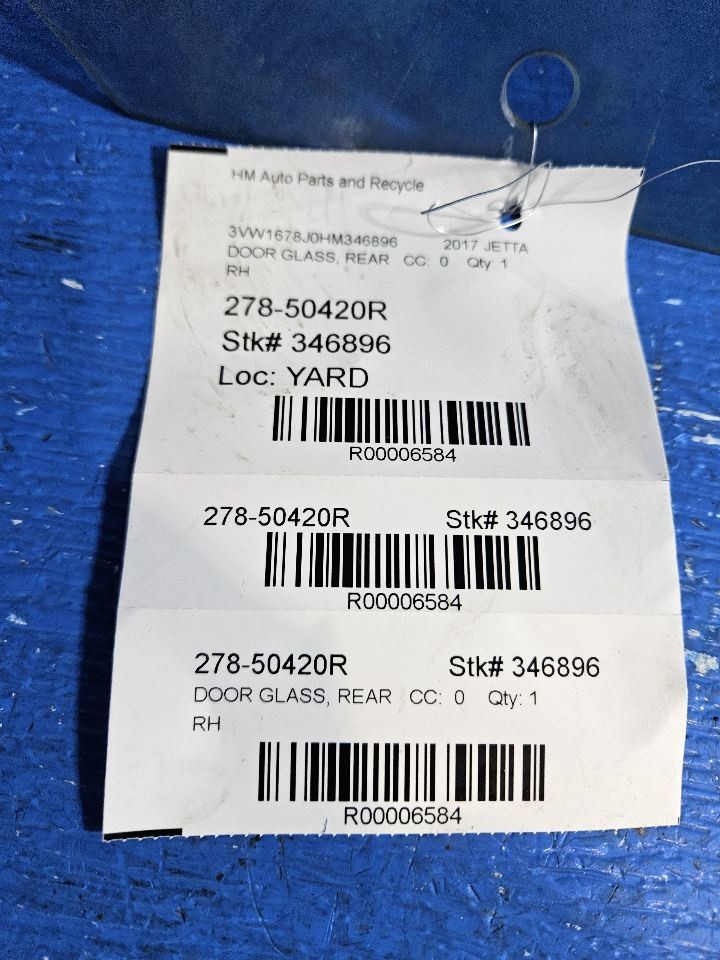 HM Auto Parts and Recycle
3VW1678J0HM346896 2017 JETTA
DOOR GLASS, REAR CC: 0 Qty: 1
RH
278-50420R
Stk# 346896
Loc: YARD
R00006584
278-50420R Stk# 346896
R00006584
278-50420R Stk# 346896
DOOR GLASS, REAR CC: 0 Qty: 1
RH
R00006584